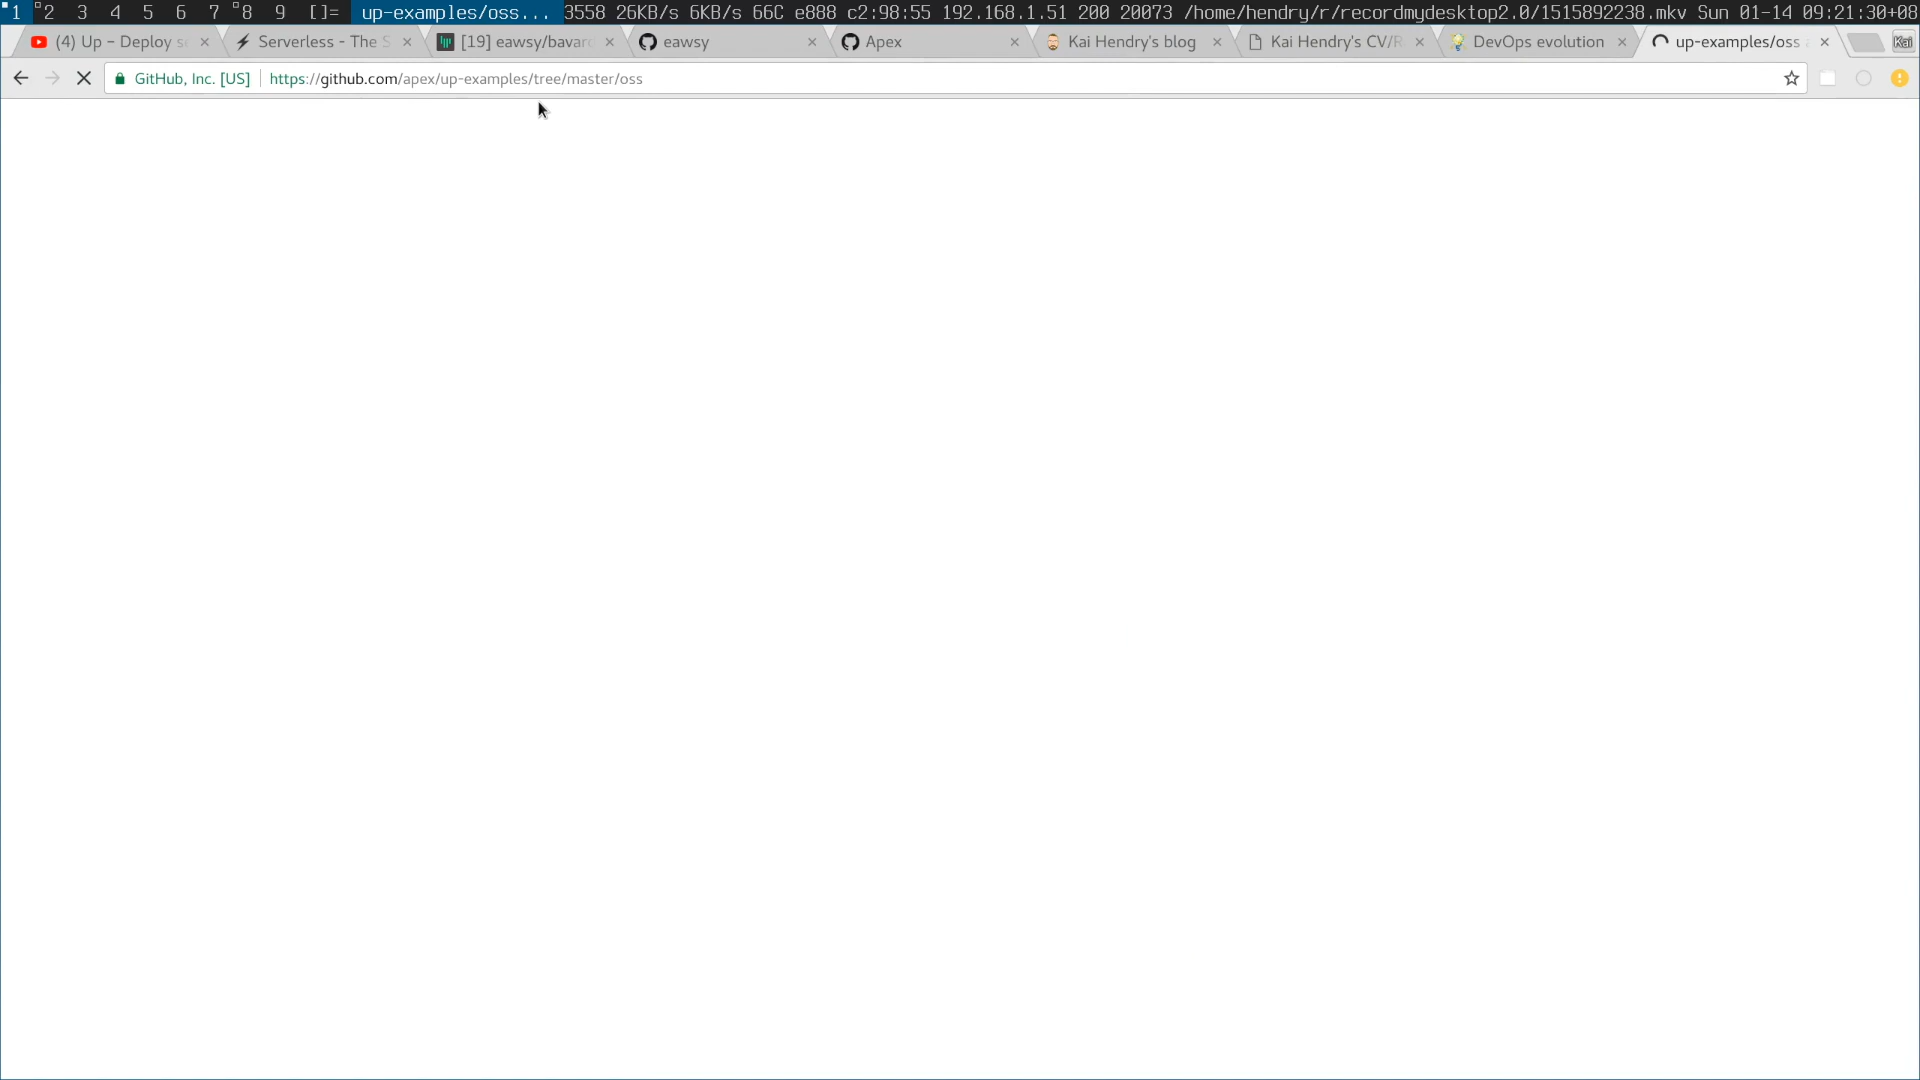 1 2 3 4 5 6 7 8 9 []= up-examples/oss... 3558 26KB/s 6KB/s 66C e888 c2:98:55 192.168.1.51 200 20073 /home/hendry/r/recordmydesktop2.0/1515892238.mkv Sun 01-14 09:21:30+08
(4) Up – Deploy se Serverless - The S [19] eawsy/bavard eawsy Apex Kai Hendry's blog Kai Hendry's CV/R DevOps evolution up-examples/oss Kai
GitHub, Inc. [US] https://github.com/apex/up-examples/tree/master/oss